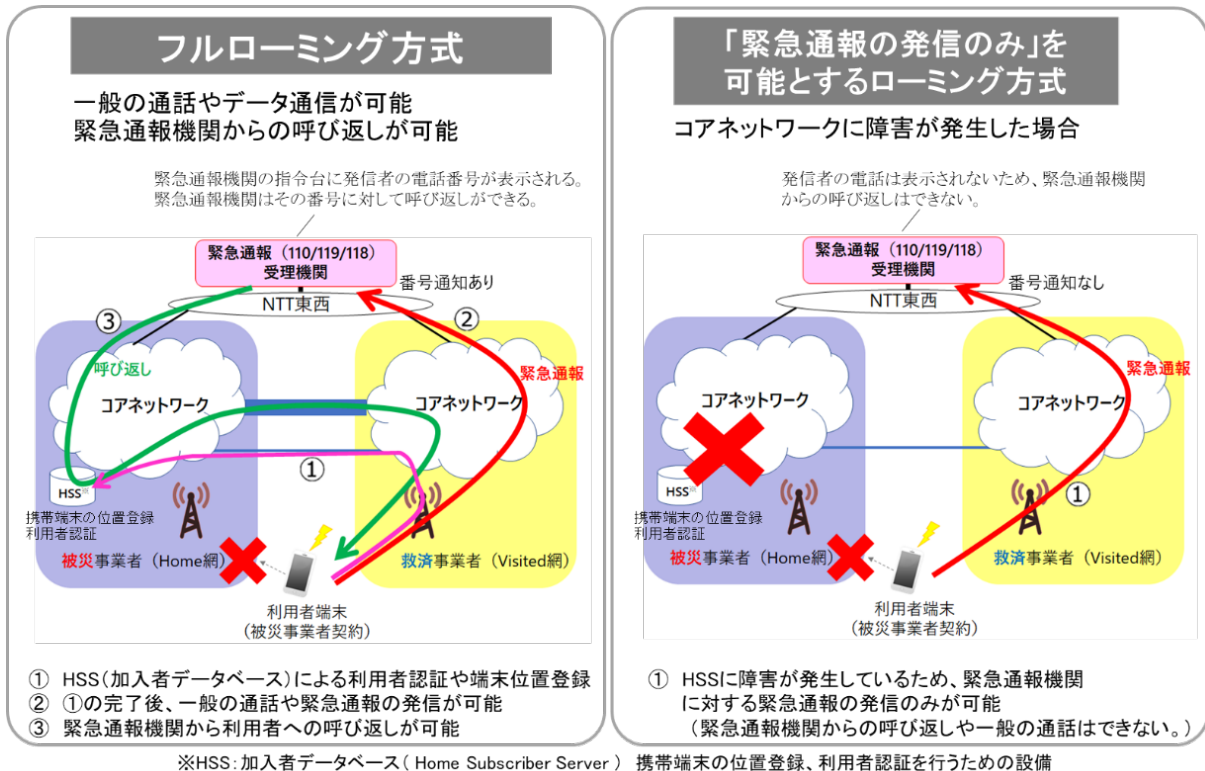 フルローミング方式
一般の通話やデータ通信が可能
緊急通報機関からの呼び返しが可能
緊急通報機関の指令台に発信者の電話番号が表示される。
緊急通報機関はその番号に対して呼び返しができる。
緊急通報（110/119/118）
受理機関
番号通知あり
NTT東西
③
②
呼び返し
緊急通報
コアネットワーク
コアネットワーク
①
HSS※
携帯端末の位置登録
利用者認証
被災事業者（Home網）
救済事業者（Visited網）
利用者端末
（被災事業者契約）
① HSS（加入者データベース）による利用者認証や端末位置登録
② ①の完了後、一般の通話や緊急通報の発信が可能
③ 緊急通報機関から利用者への呼び返しが可能
「緊急通報の発信のみ」を
可能とするローミング方式
コアネットワークに障害が発生した場合
発信者の電話は表示されないため、緊急通報機関
からの呼び返しはできない。
緊急通報（110/119/118）
受理機関
番号通知なし
NTT東西
緊急通報
コアネットワーク
コアネットワーク
HSS※
①
携帯端末の位置登録
利用者認証
被災事業者（Home網）
救済事業者（Visited網）
利用者端末
（被災事業者契約）
① HSSに障害が発生しているため、緊急通報機関
に対する緊急通報の発信のみが可能
（緊急通報機関からの呼び返しや一般の通話はできない。）
※HSS：加入者データベース（ Home Subscriber Server ） 携帯端末の位置登録、利用者認証を行うための設備